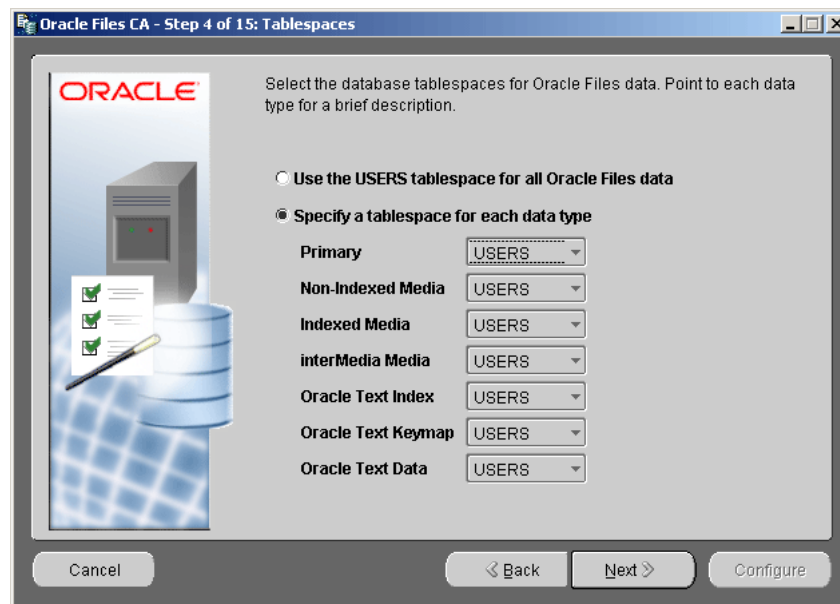 Oracle Files CA - Step 4 of 15: Tablespaces
ORACLE
Select the database tablespaces for Oracle Files data. Point to each data
type for a brief description.
Use the USERS tablespace for all Oracle Files data
Specify a tablespace for each data type
Primary USERS
Non-Indexed Media USERS
Indexed Media USERS
interMedia Media USERS
Oracle Text Index USERS
Oracle Text Keymap USERS
Oracle Text Data USERS
Cancel Back Next Configure